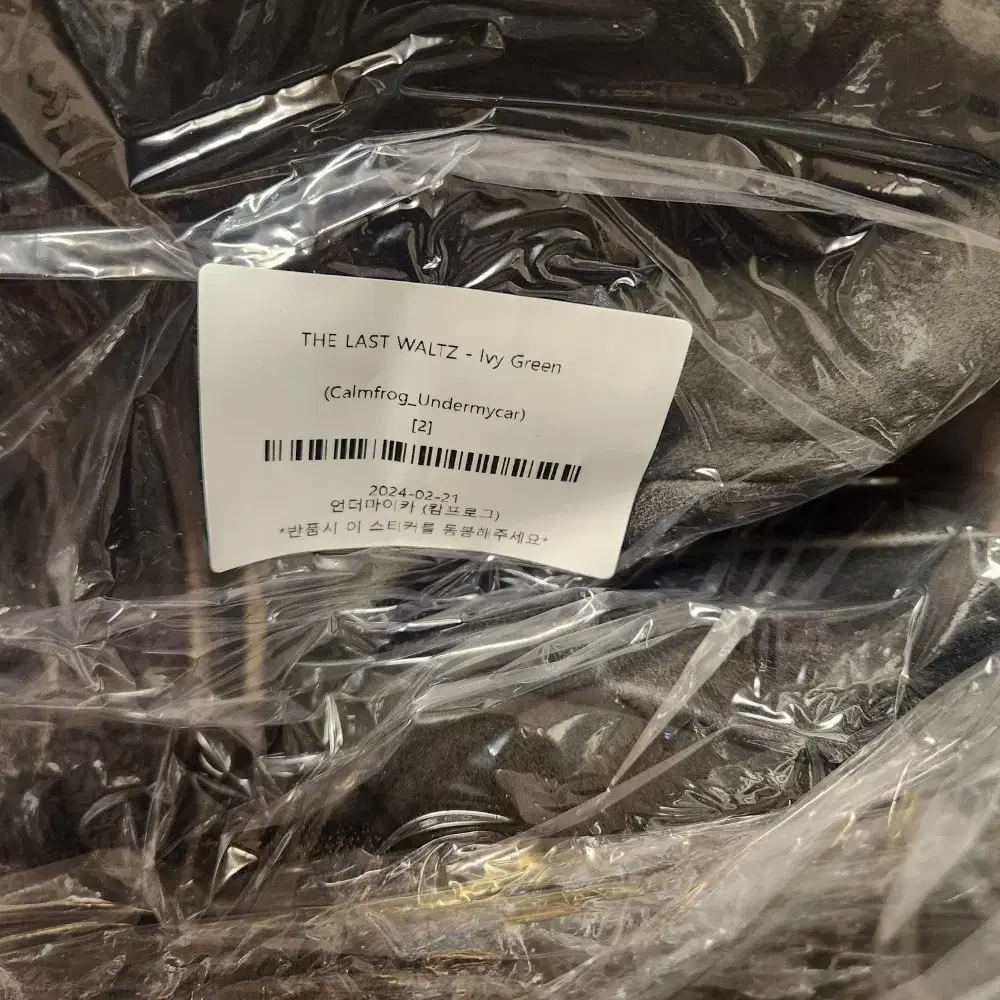 THE LAST WALTZ - Ivy Green
(Calmfrog_Undermycar)
[2]
2024-02-21
언더마이카 (캄프로그)
*반품시 이 스티커를 동봉해주세요*